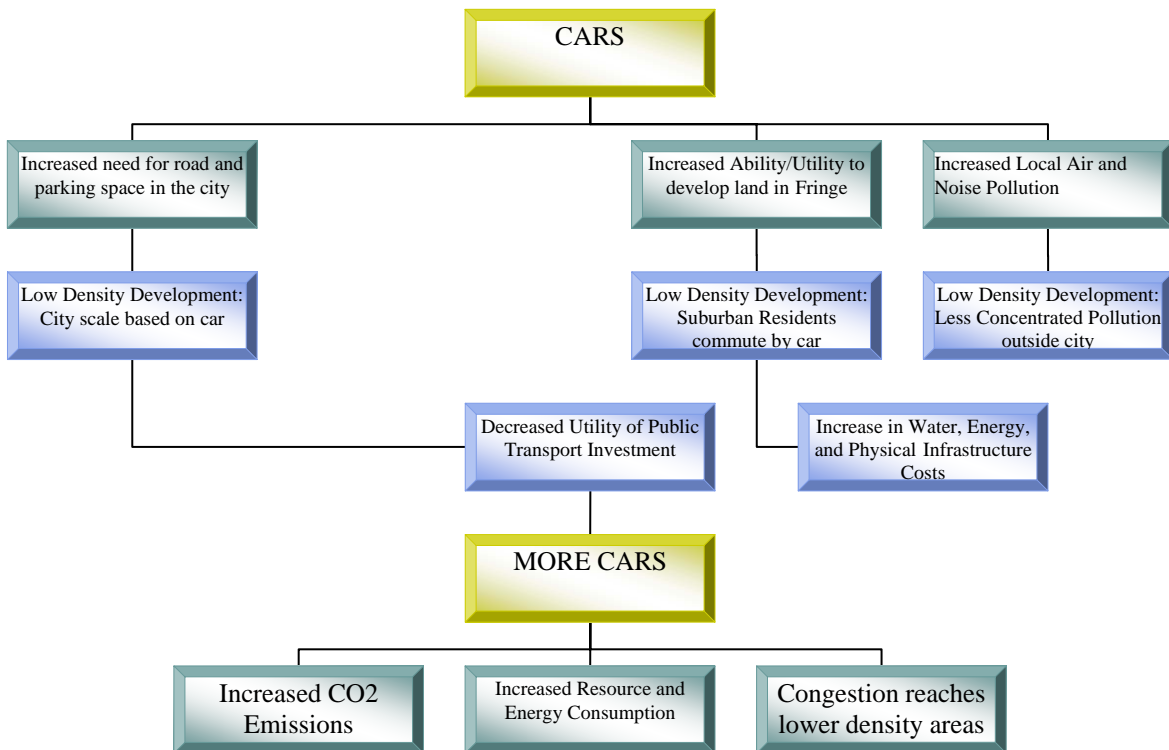 CARS
Increased need for road and
parking space in the city
Increased Ability/Utility to
develop land in Fringe
Increased Local Air and
Noise Pollution
Low Density Development:
City scale based on car
Low Density Development:
Suburban Residents
commute by car
Low Density Development:
Less Concentrated Pollution
outside city
Decreased Utility of Public
Transport Investment
Increase in Water, Energy,
and Physical Infrastructure
Costs
MORE CARS
Increased CO2
Emissions
Increased Resource and
Energy Consumption
Congestion reaches
lower density areas